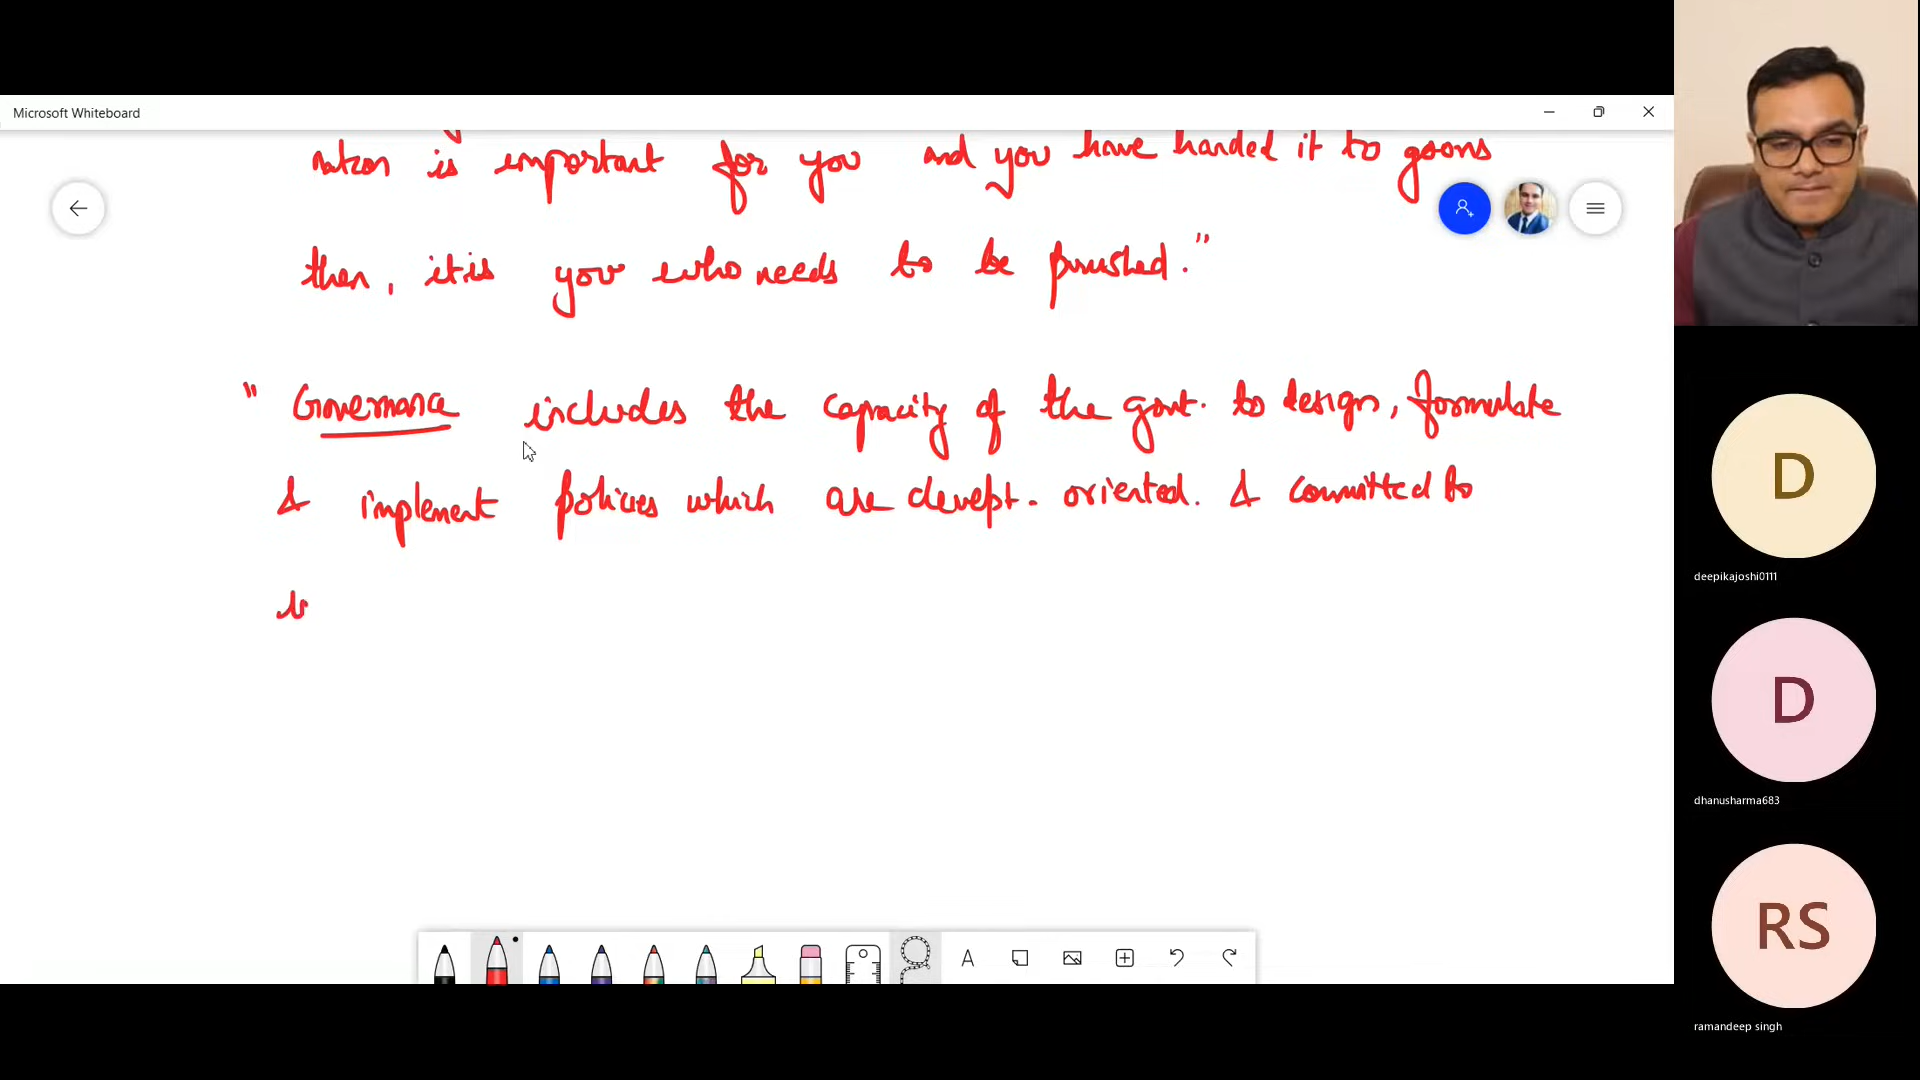 Microsoft Whiteboard
nation is important for you and you have handed it to goons
then, it is you who needs to be punished."
" Governance includes the capacity of the govt. to design, formulate
& implement policies which are devept. oriented. & committed to
A
D
deepikajoshi0111
D
dhanusharma683
RS
ramandeep singh